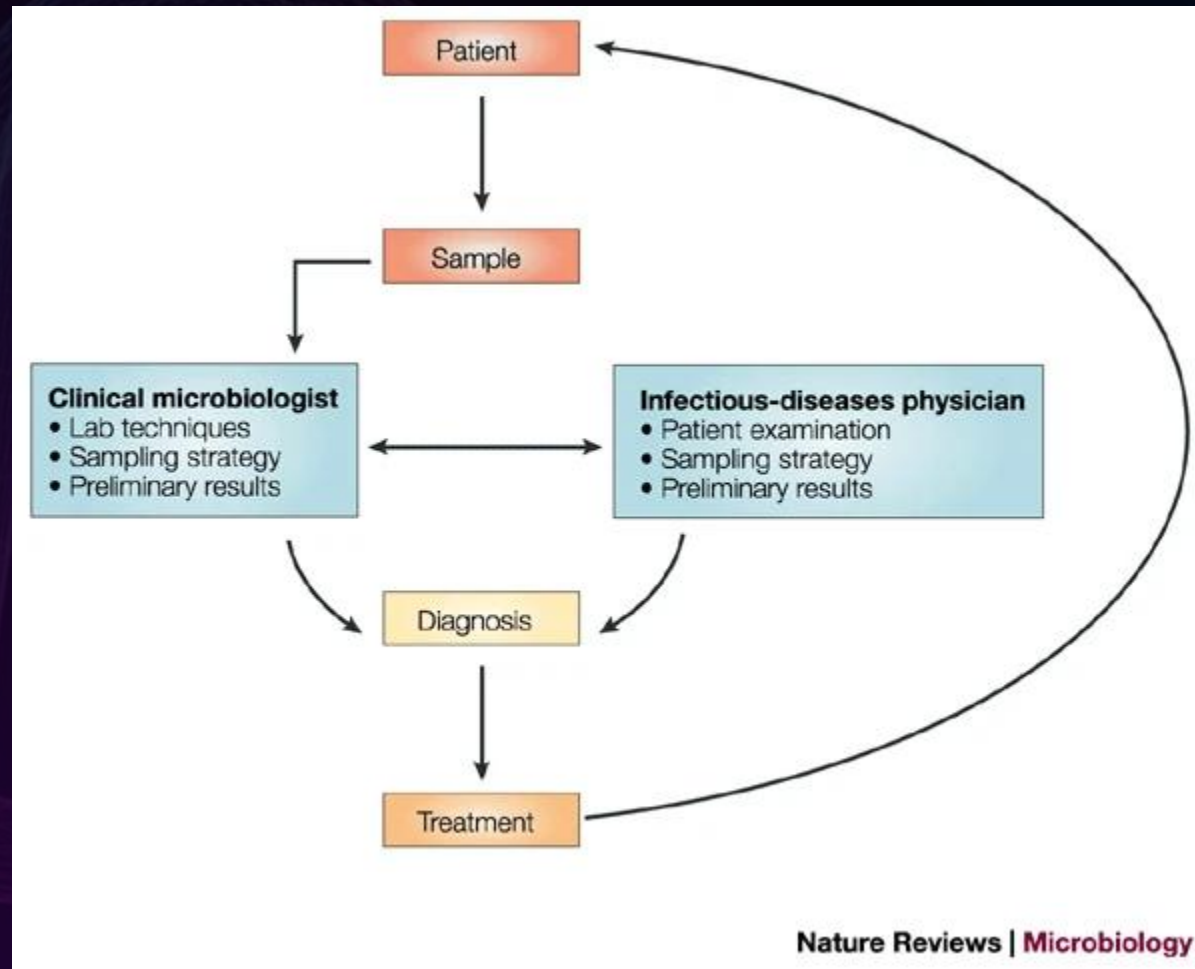 Patient
Sample
Clinical microbiologist
• Lab techniques
• Sampling strategy
• Preliminary results
Infectious-diseases physician
• Patient examination
• Sampling strategy
• Preliminary results
Diagnosis
Treatment
Nature Reviews | Microbiology